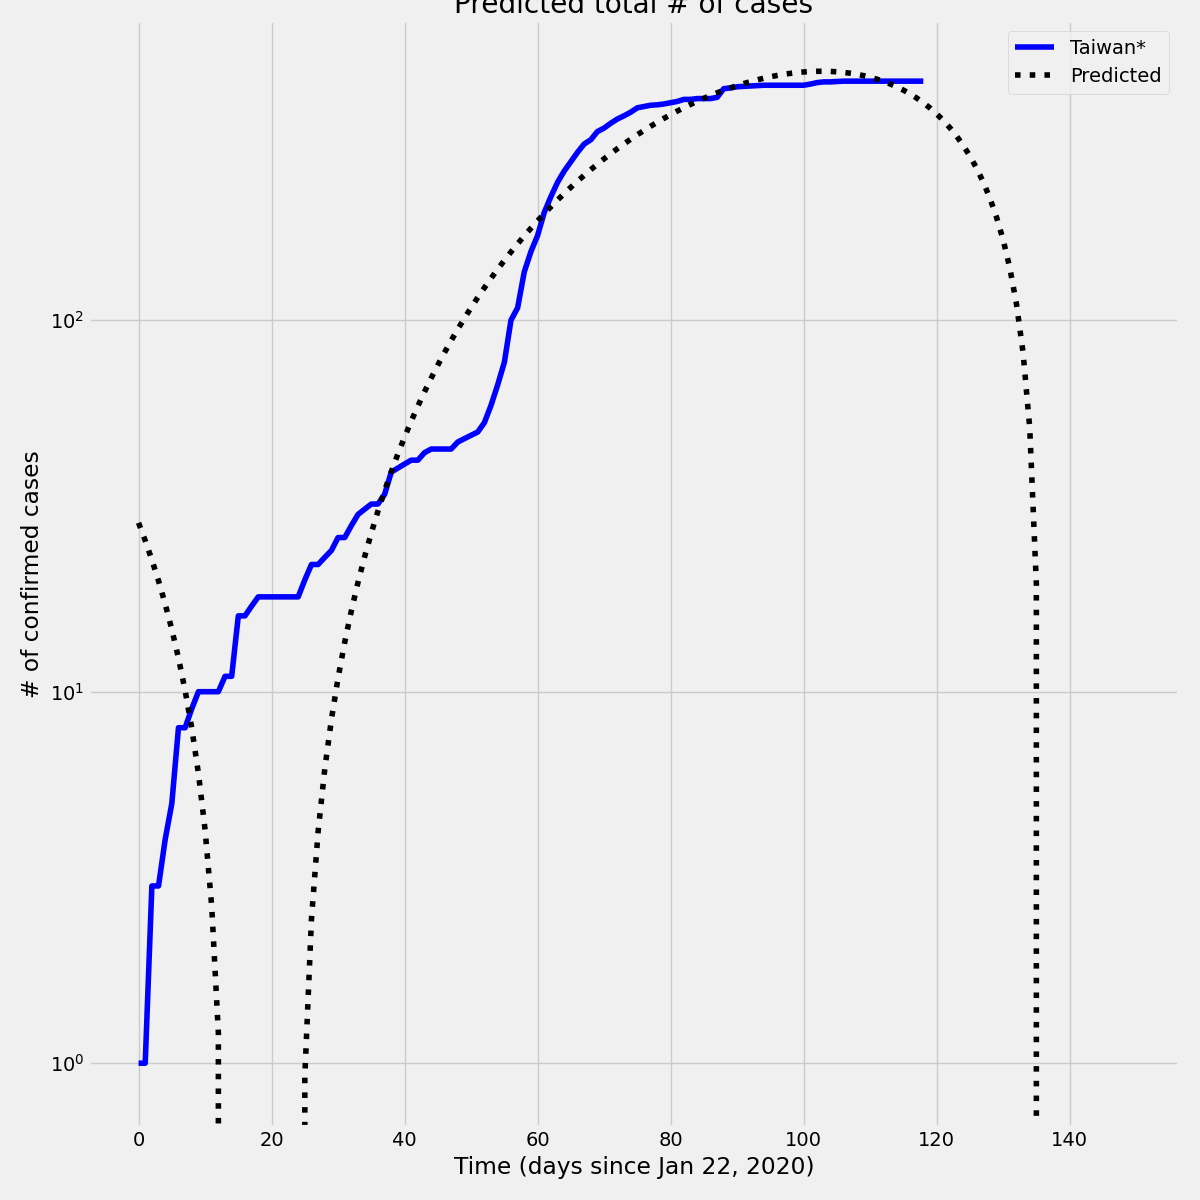 Predicted total # of cases
Taiwan*
Predicted
# of confirmed cases
10²
10¹
10⁰
0 20 40 60 80 100 120 140
Time (days since Jan 22, 2020)